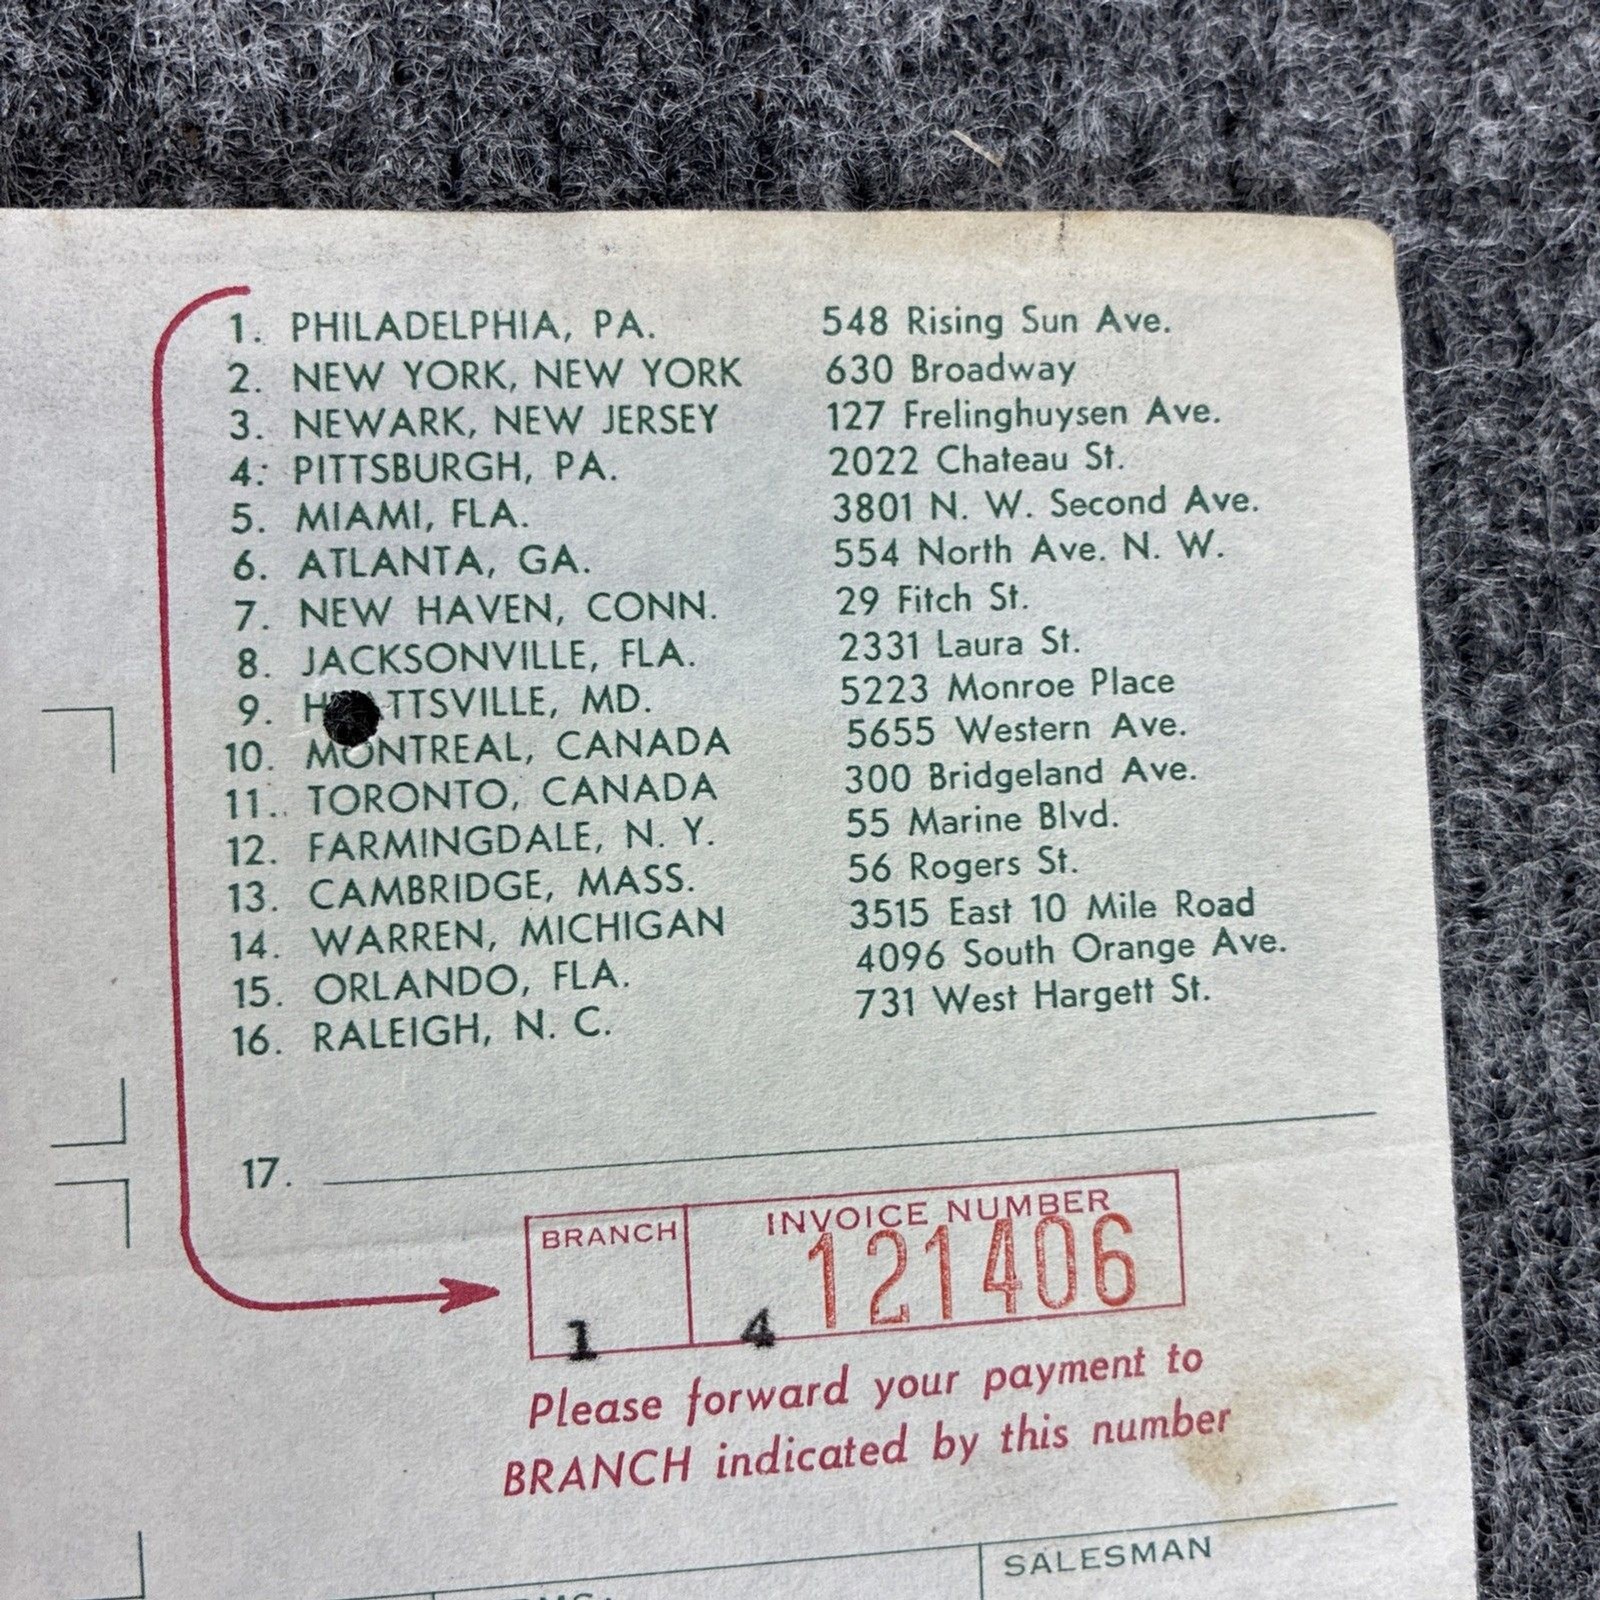 1. PHILADELPHIA, PA. 548 Rising Sun Ave.
2. NEW YORK, NEW YORK 630 Broadway
3. NEWARK, NEW JERSEY 127 Frelinghuysen Ave.
4. PITTSBURGH, PA. 2022 Chateau St.
5. MIAMI, FLA. 3801 N. W. Second Ave.
6. ATLANTA, GA. 554 North Ave. N. W.
7. NEW HAVEN, CONN. 29 Fitch St.
8. JACKSONVILLE, FLA. 2331 Laura St.
9. HYATTSVILLE, MD. 5223 Monroe Place
10. MONTREAL, CANADA 5655 Western Ave.
11. TORONTO, CANADA 300 Bridgeland Ave.
12. FARMINGDALE, N. Y. 55 Marine Blvd.
13. CAMBRIDGE, MASS. 56 Rogers St.
14. WARREN, MICHIGAN 3515 East 10 Mile Road
15. ORLANDO, FLA. 4096 South Orange Ave.
16. RALEIGH, N. C. 731 West Hargett St.
17.
BRANCH INVOICE NUMBER
1 4 121406
Please forward your payment to
BRANCH indicated by this number
SALESMAN